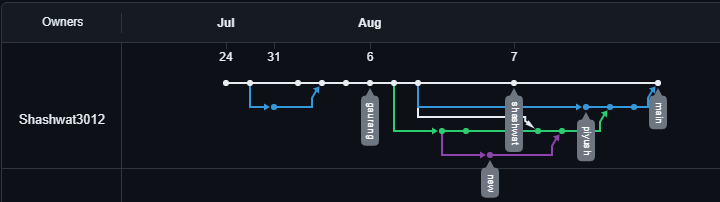 Owners
Jul
Aug
24
31
6
7
Shashwat3012
gaurang
shashwat
piyush
main
new